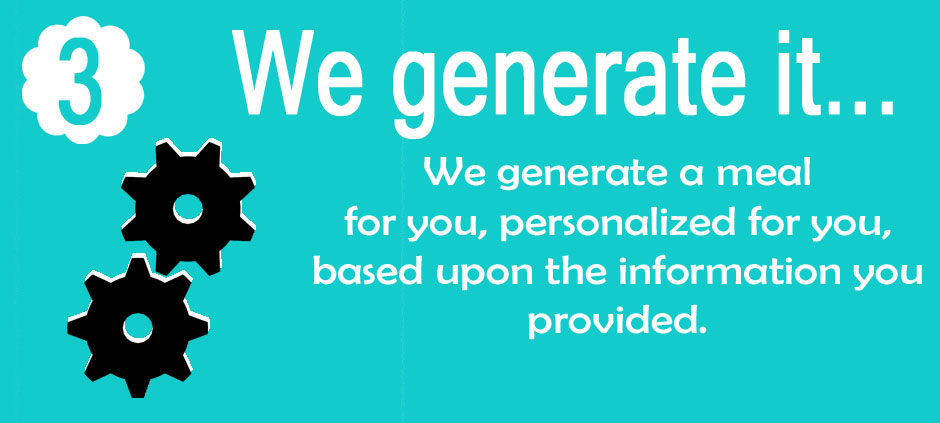 3
We generate it...
We generate a meal
for you, personalized for you,
based upon the information you
provided.